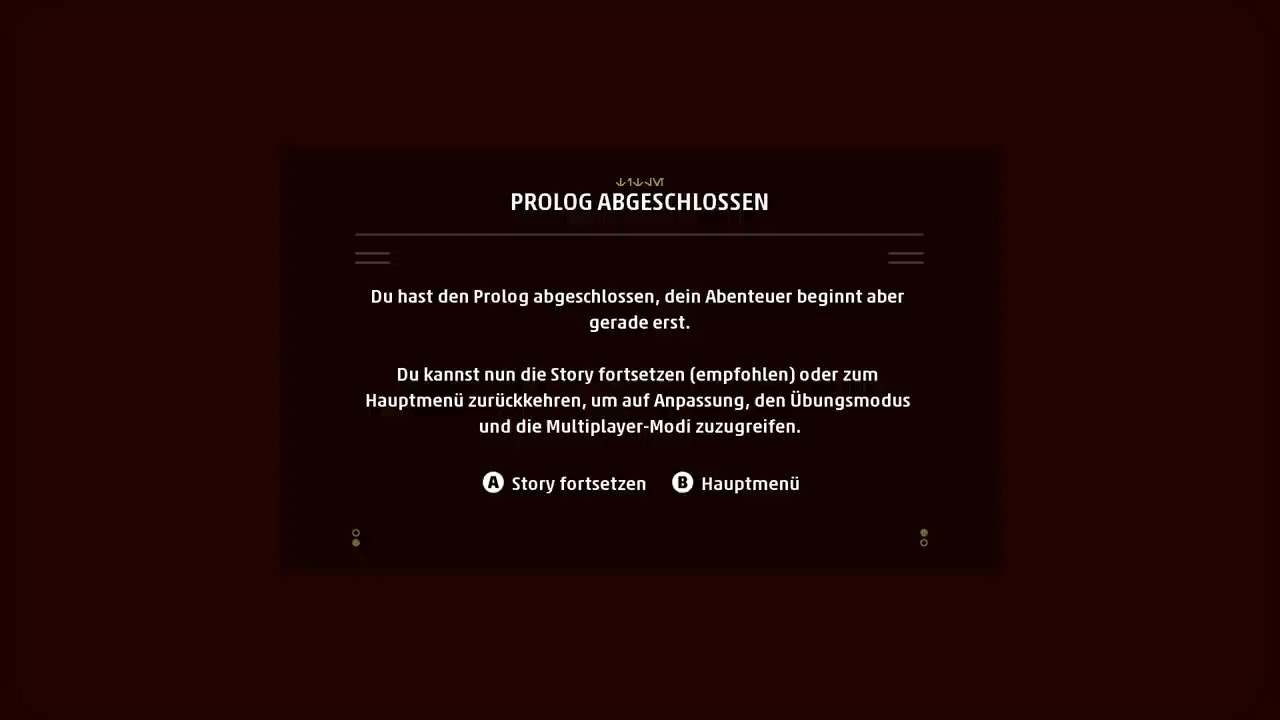 PROLOG ABGESCHLOSSEN
Du hast den Prolog abgeschlossen, dein Abenteuer beginnt aber
gerade erst.
Du kannst nun die Story fortsetzen (empfohlen) oder zum
Hauptmenü zurückkehren, um auf Anpassung, den Übungsmodus
und die Multiplayer-Modi zuzugreifen.
A Story fortsetzen B Hauptmenü